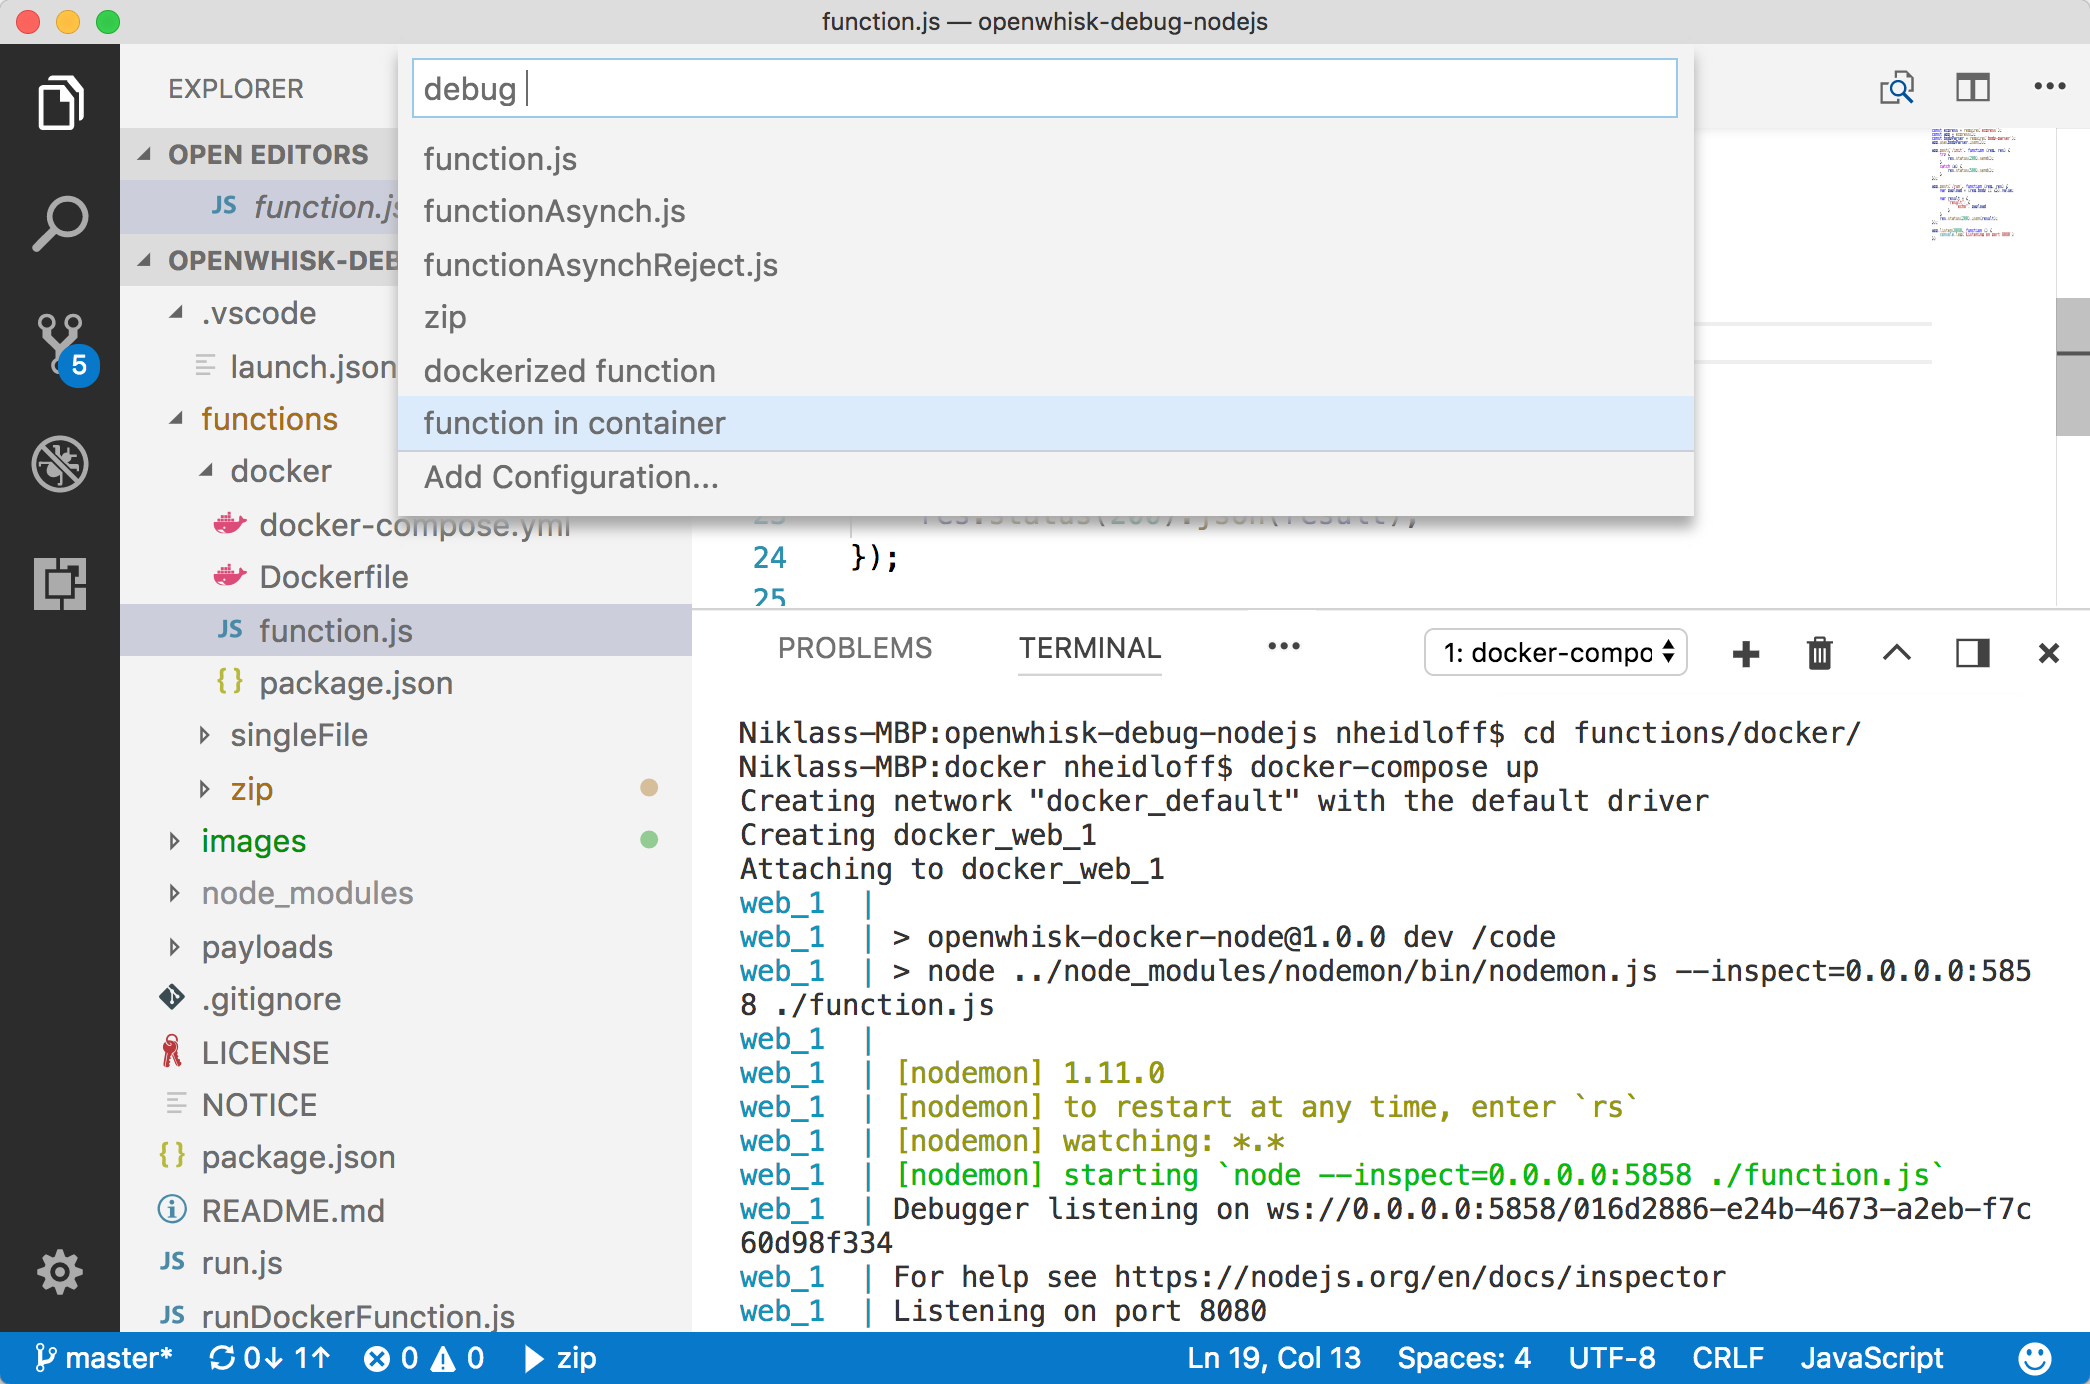 function.js — openwhisk-debug-nodejs
EXPLORER
OPEN EDITORS
JS function.js
OPENWHISK-DEB
.vscode
launch.json
functions
docker
docker-compose.yml
Dockerfile
JS function.js
{} package.json
singleFile
zip
images
node_modules
payloads
.gitignore
LICENSE
NOTICE
{} package.json
README.md
JS run.js
JS runDockerFunction.js
5
debug
function.js
functionAsynch.js
functionAsynchReject.js
zip
dockerized function
function in container
Add Configuration...
23 res.status(200).json(result);
24 });
25
PROBLEMS TERMINAL ••• 1: docker-compo
Niklass-MBP:openwhisk-debug-nodejs nheidloff$ cd functions/docker/
Niklass-MBP:docker nheidloff$ docker-compose up
Creating network "docker_default" with the default driver
Creating docker_web_1
Attaching to docker_web_1
web_1 |
web_1 | > openwhisk-docker-node@1.0.0 dev /code
web_1 | > node ../node_modules/nodemon/bin/nodemon.js --inspect=0.0.0.0:585
8 ./function.js
web_1 |
web_1 | [nodemon] 1.11.0
web_1 | [nodemon] to restart at any time, enter `rs`
web_1 | [nodemon] watching: *.*
web_1 | [nodemon] starting `node --inspect=0.0.0.0:5858 ./function.js`
web_1 | Debugger listening on ws://0.0.0.0:5858/016d2886-e24b-4673-a2eb-f7c
60d98f334
web_1 | For help see https://nodejs.org/en/docs/inspector
web_1 | Listening on port 8080
master* 0↓ 1↑ 0 0 zip Ln 19, Col 13 Spaces: 4 UTF-8 CRLF JavaScript